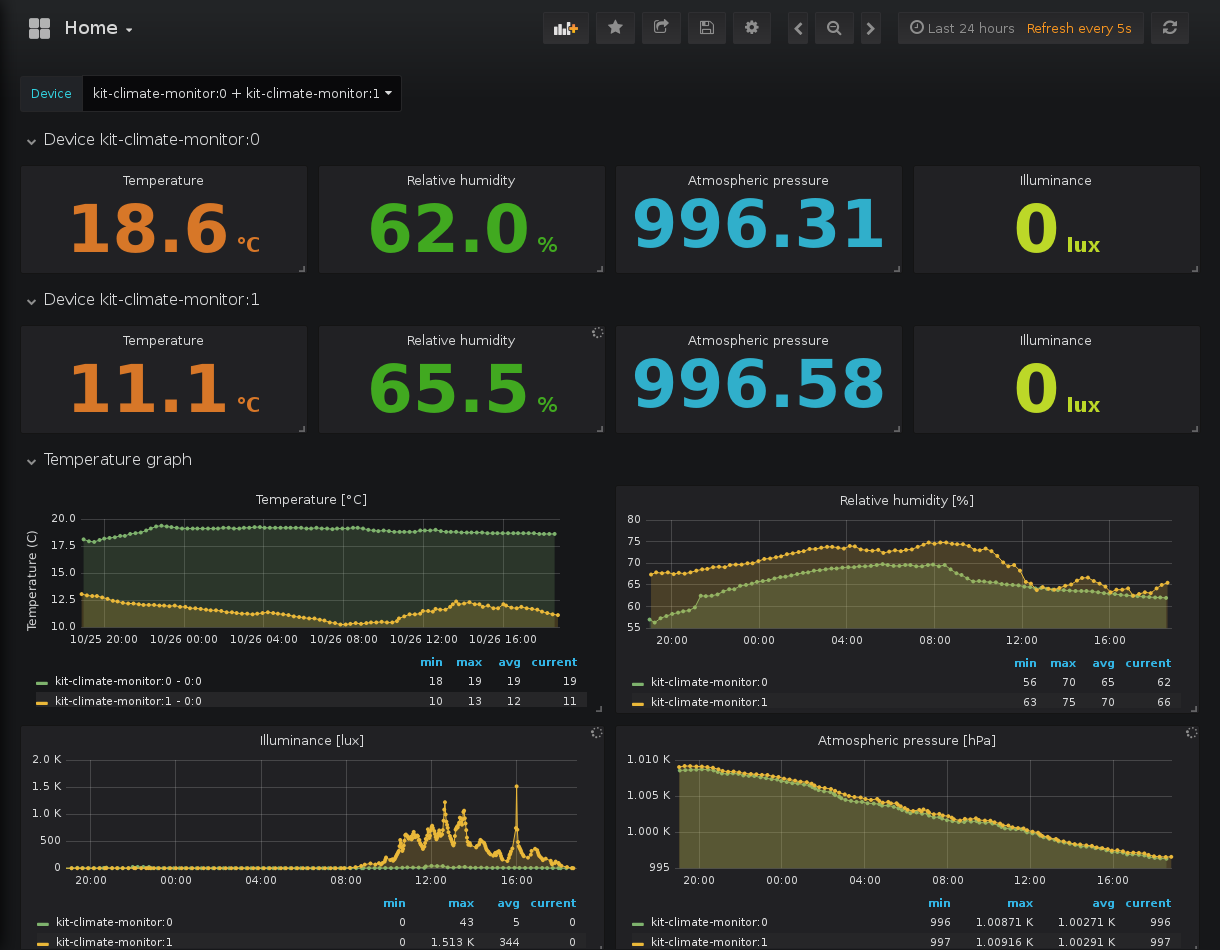 Home
Last 24 hours Refresh every 5s
Device kit-climate-monitor:0 + kit-climate-monitor:1
Device kit-climate-monitor:0
Temperature Relative humidity Atmospheric pressure Illuminance
18.6 °C 62.0 % 996.31 0 lux
Device kit-climate-monitor:1
Temperature Relative humidity Atmospheric pressure Illuminance
11.1 °C 65.5 % 996.58 0 lux
Temperature graph
Temperature [°C]
Temperature (C)
20.0
17.5
15.0
12.5
10.0
10/25 20:00 10/26 00:00 10/26 04:00 10/26 08:00 10/26 12:00 10/26 16:00
min max avg current
kit-climate-monitor:0 - 0:0 18 19 19 19
kit-climate-monitor:1 - 0:0 10 13 12 11
Relative humidity [%]
80
75
70
65
60
55
20:00 00:00 04:00 08:00 12:00 16:00
min max avg current
kit-climate-monitor:0 56 70 65 62
kit-climate-monitor:1 63 75 70 66
Illuminance [lux]
2.0 K
1.5 K
1.0 K
500
0
20:00 00:00 04:00 08:00 12:00 16:00
min max avg current
kit-climate-monitor:0 0 43 5 0
kit-climate-monitor:1 0 1.513 K 344 0
Atmospheric pressure [hPa]
1.010 K
1.005 K
1.000 K
995
20:00 00:00 04:00 08:00 12:00 16:00
min max avg current
kit-climate-monitor:0 996 1.00871 K 1.00271 K 996
kit-climate-monitor:1 997 1.00916 K 1.00291 K 997